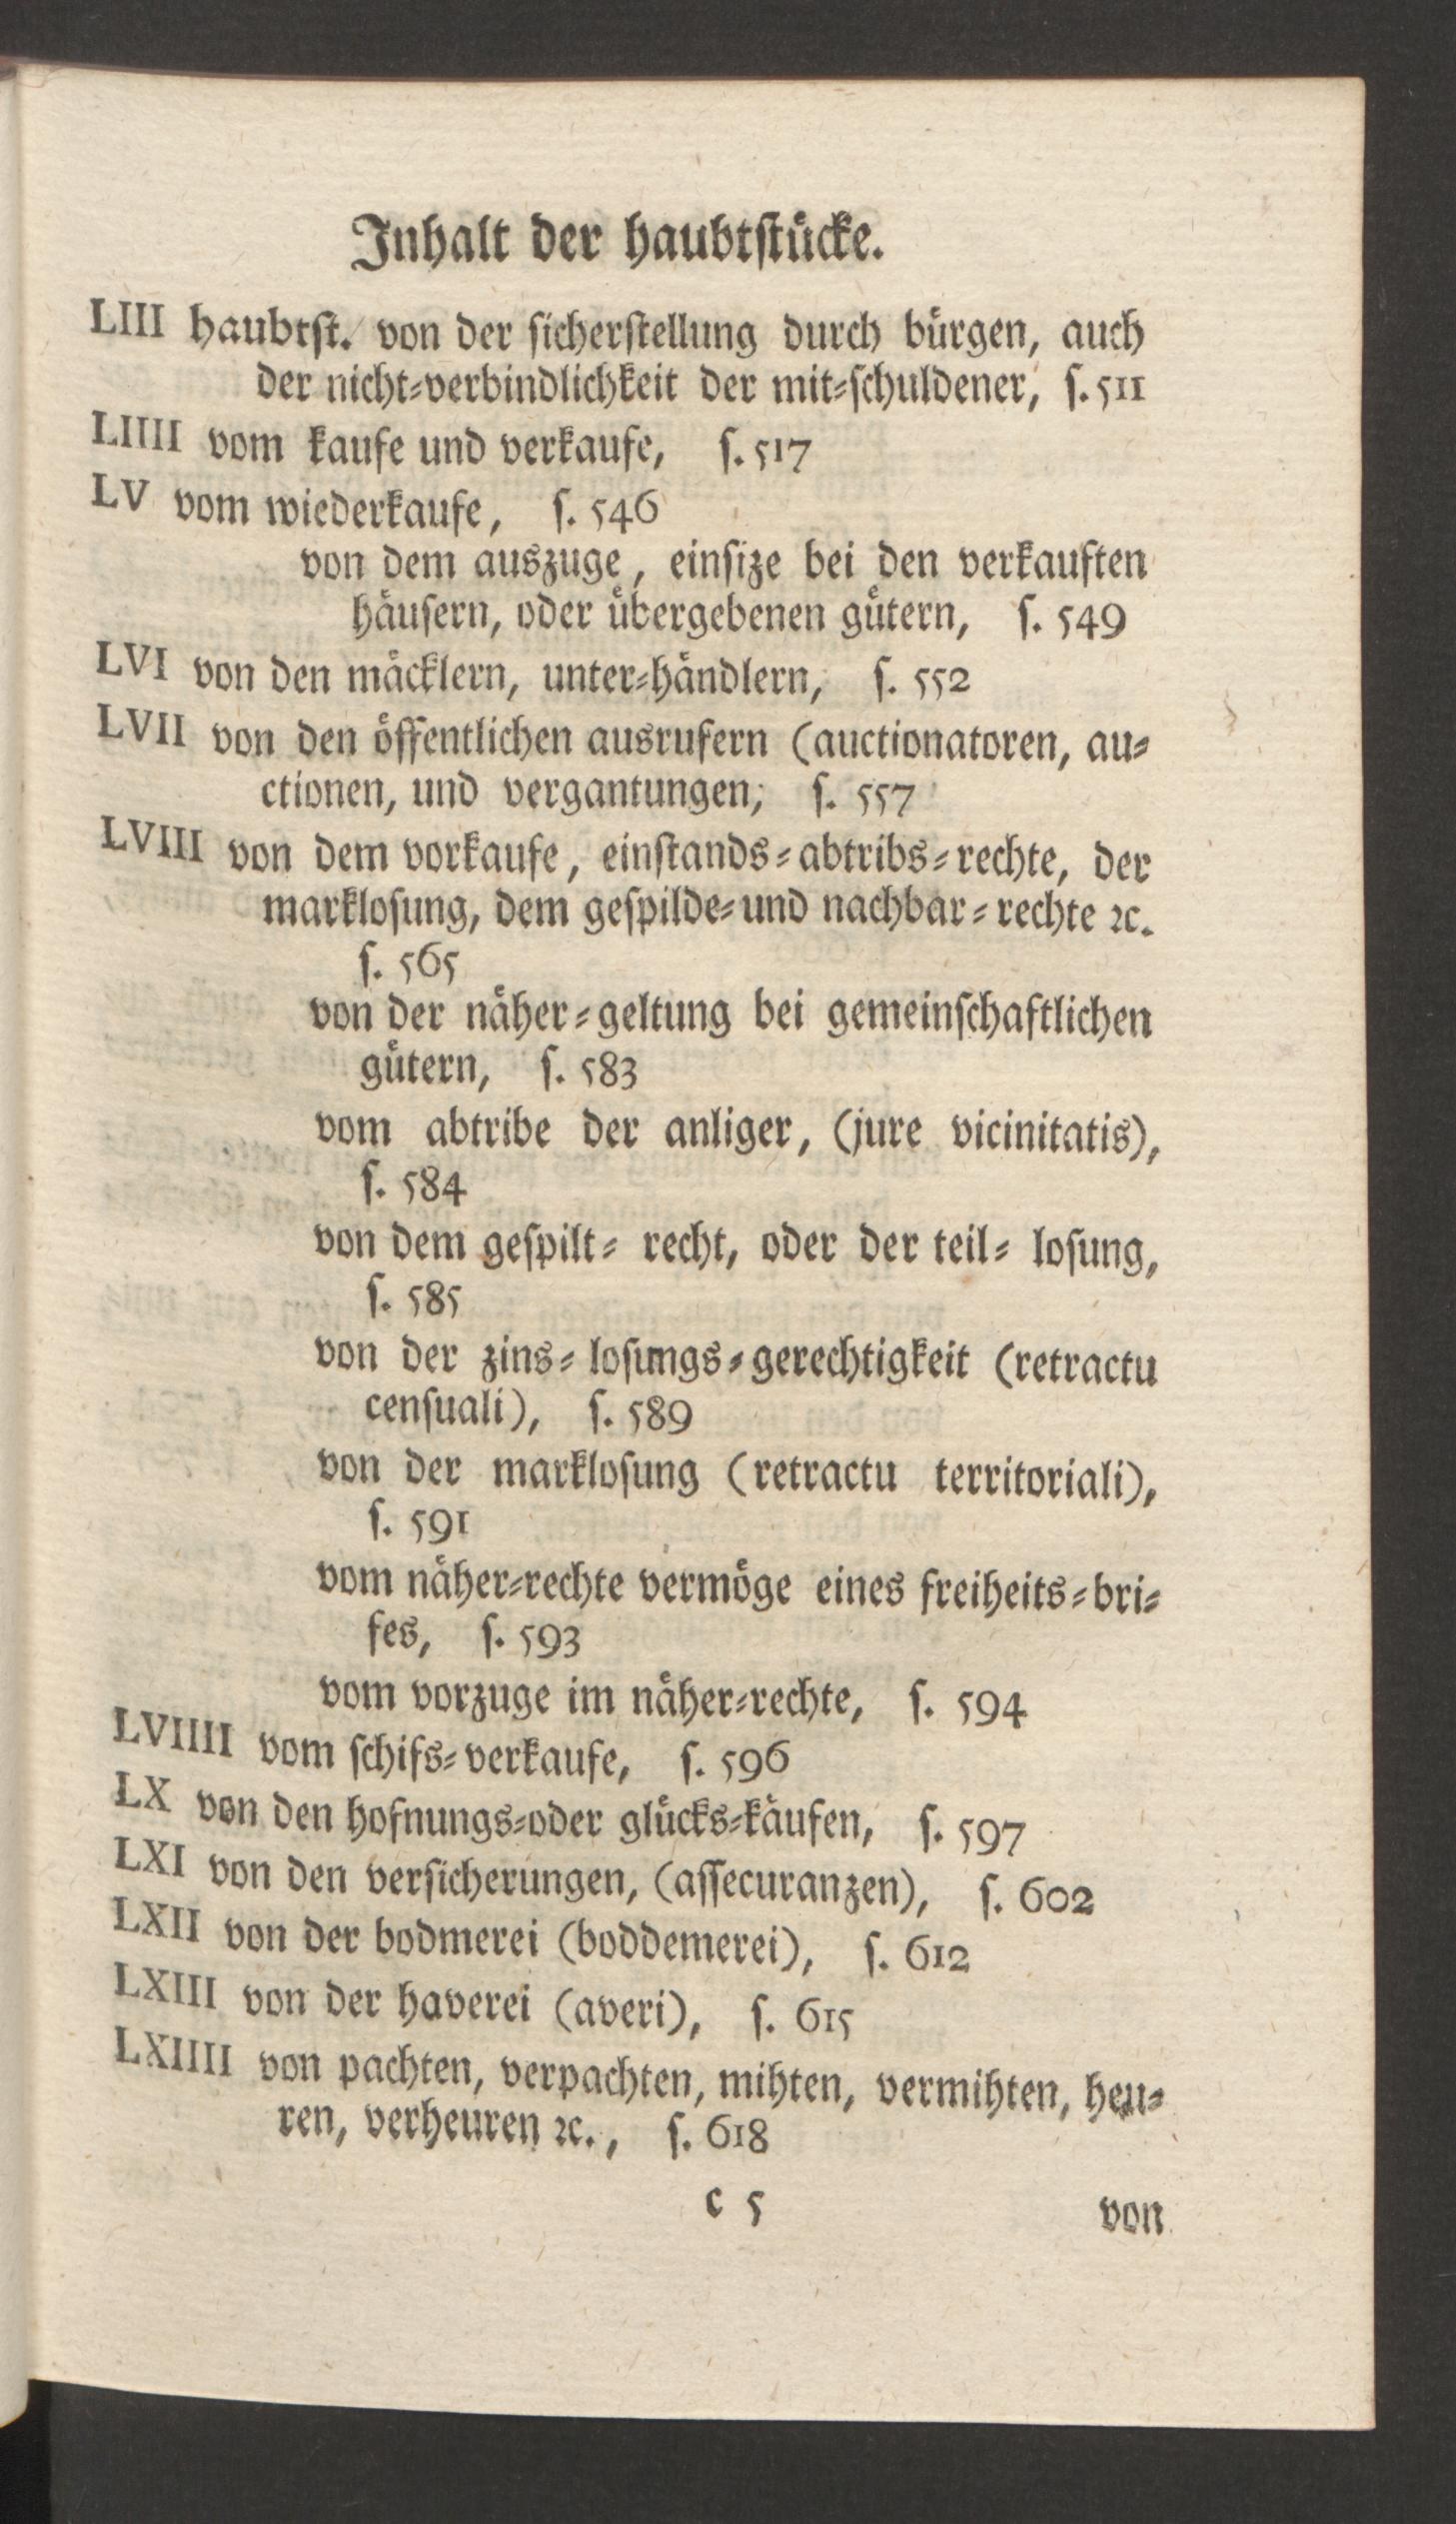 Inhalt der haubtstücke.
LIII haubtst. von der sicherstellung durch bürgen, auch
der nicht-verbindlichkeit der mit-schuldener, s. 511
LIIII vom kaufe und verkaufe, s. 517
LV vom wiederkaufe, s. 546
von dem auszuge, einsize bei den verkauften
häusern, oder übergebenen gütern, s. 549
LVI von den mäcklern, unter-händlern, s. 552
LVII von den öffentlichen ausrufern (auctionatoren, au-
ctionen, und vergantungen, s. 557
LVIII von dem vorkaufe, einstands-abtribs-rechte, der
marklosung, dem gespilde-und nachbar-rechte ꝛc.
s. 565
von der näher-geltung bei gemeinschaftlichen
gütern, s. 583
vom abtribe der anliger, (jure vicinitatis),
s. 584
von dem gespilt- recht, oder der teil- losung,
s. 585
von der zins-losungs-gerechtigkeit (retractu
censuali), s. 589
von der marklosung (retractu territoriali),
s. 591
vom näher-rechte vermöge eines freiheits-bri-
fes, s. 593
vom vorzuge im näher-rechte, s. 594
LVIIII vom schifs-verkaufe, s. 596
LX von den hofnungs-oder glücks-käufen, s. 597
LXI von den versicherungen, (assecuranzen), s. 602
LXII von der bodmerei (boddemerei), s. 612
LXIII von der haverei (averi), s. 615
LXIIII von pachten, verpachten, mihten, vermihten, heu-
ren, verheuren ꝛc., s. 618
c 5 von